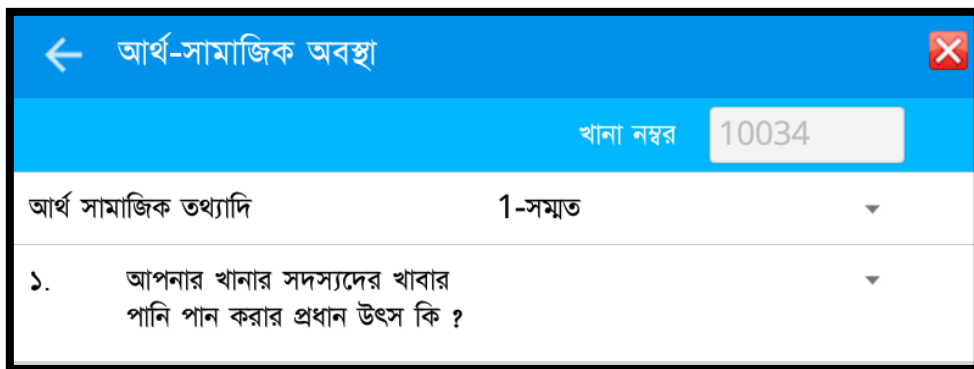 আর্থ-সামাজিক অবস্থা
খানা নম্বর 10034
আর্থ সামাজিক তথ্যাদি 1-সম্মত
১. আপনার খানার সদস্যদের খাবার
পানি পান করার প্রধান উৎস কি ?